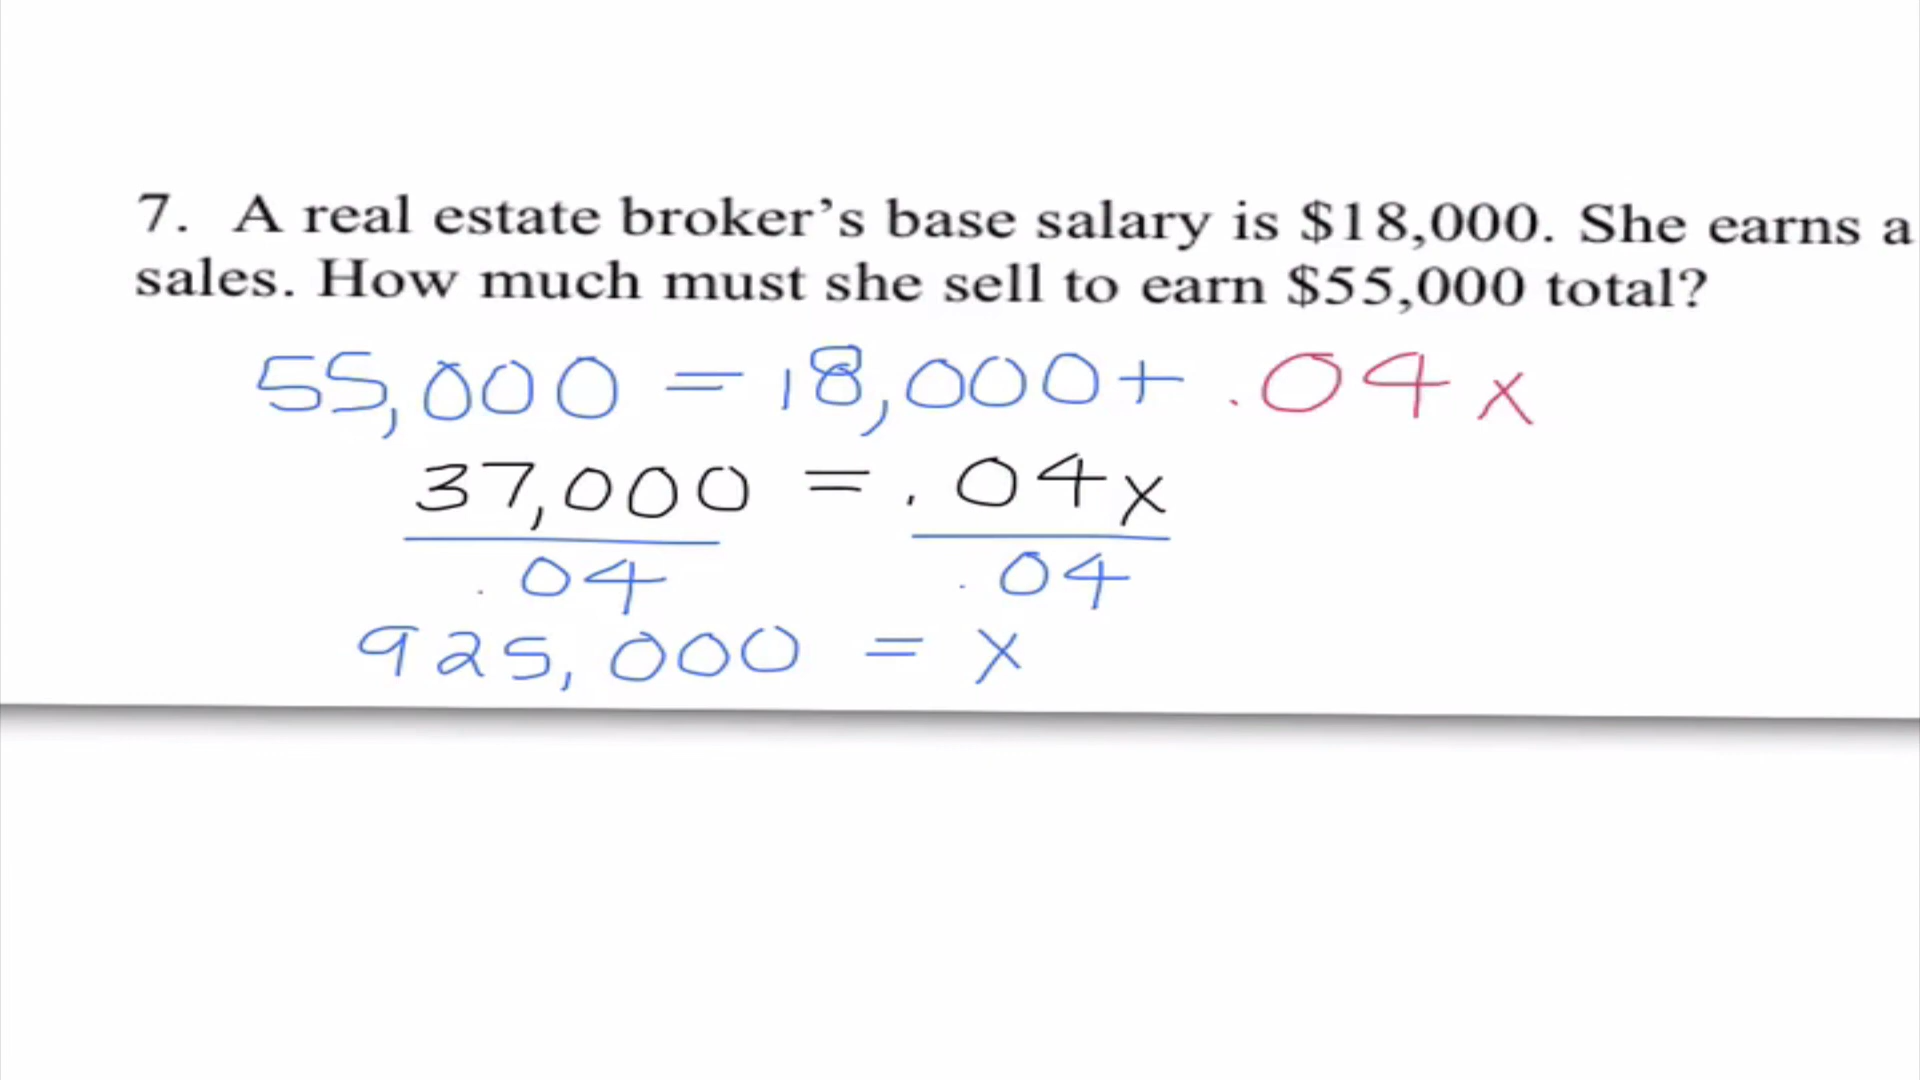 7. A real estate broker’s base salary is $18,000. She earns a
sales. How much must she sell to earn $55,000 total?
55,000 = 18,000 + .04x
37,000 = .04x
.04 .04
925,000 = x